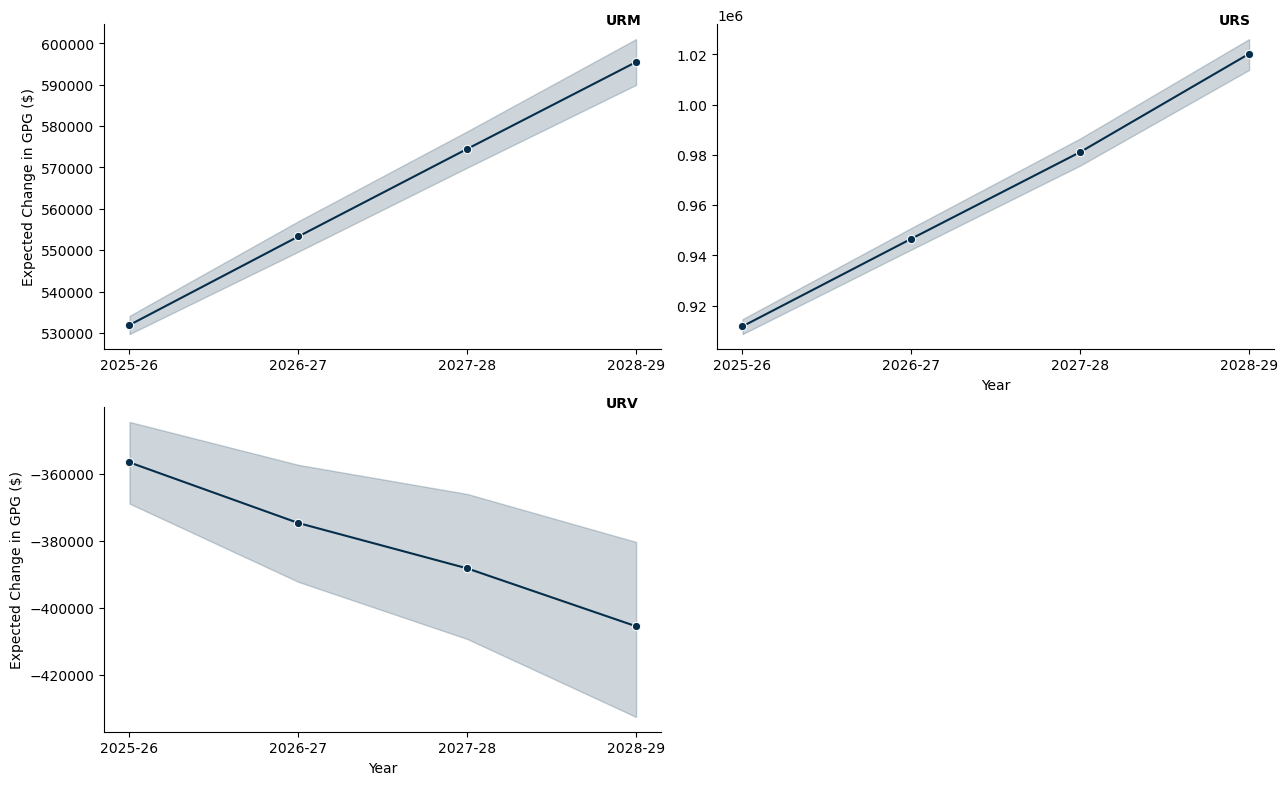 URM
Expected Change in GPG ($)
600000
590000
580000
570000
560000
550000
540000
530000
2025-26 2026-27 2027-28 2028-29
1e6
URS
1.02
1.00
0.98
0.96
0.94
0.92
2025-26 2026-27 2027-28 2028-29
Year
URV
Expected Change in GPG ($)
−360000
−380000
−400000
−420000
2025-26 2026-27 2027-28 2028-29
Year